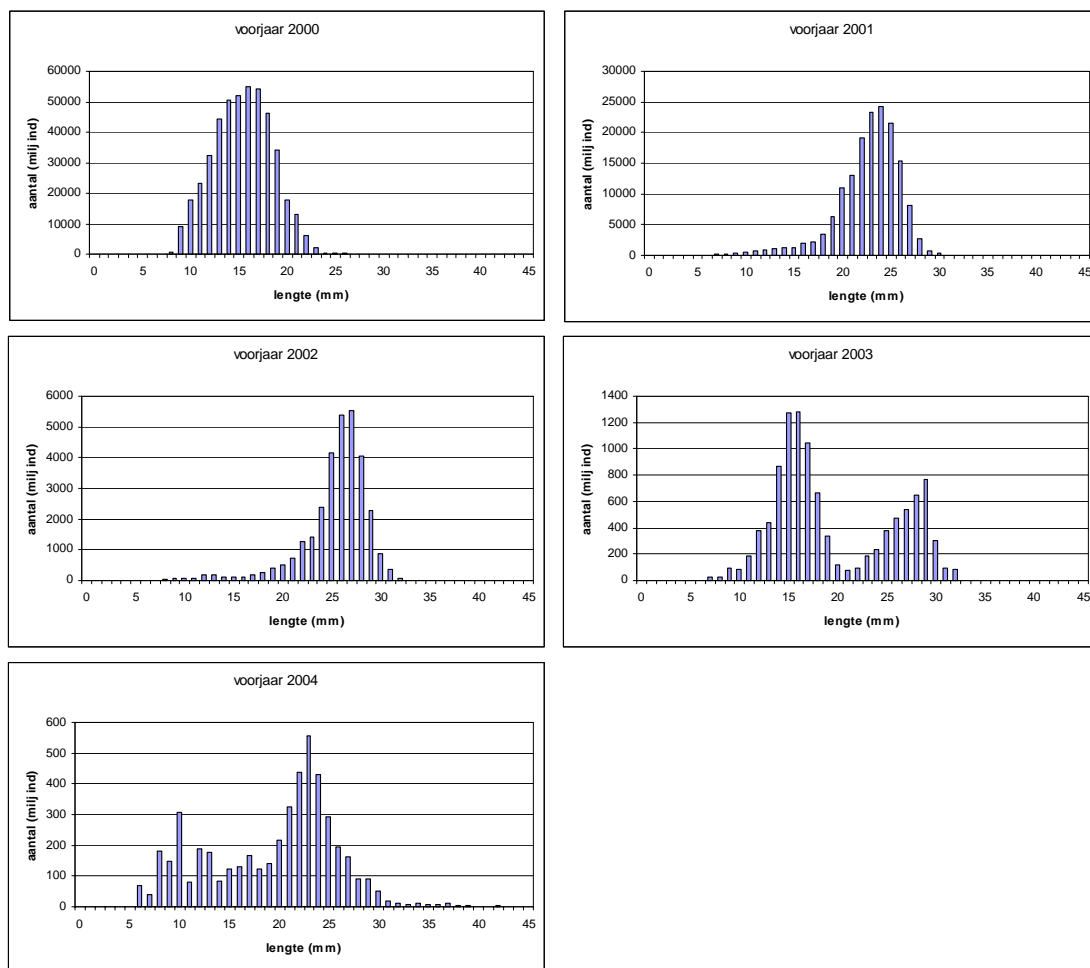 voorjaar 2000
60000
50000
40000
30000
20000
10000
0
aantal (milj ind)
0 5 10 15 20 25 30 35 40 45
lengte (mm)
voorjaar 2001
30000
25000
20000
15000
10000
5000
0
aantal (milj ind)
0 5 10 15 20 25 30 35 40 45
lengte (mm)
voorjaar 2002
6000
5000
4000
3000
2000
1000
0
aantal (milj ind)
0 5 10 15 20 25 30 35 40 45
lengte (mm)
voorjaar 2003
1400
1200
1000
800
600
400
200
0
aantal (milj ind)
0 5 10 15 20 25 30 35 40 45
lengte (mm)
voorjaar 2004
600
500
400
300
200
100
0
aantal (milj ind)
0 5 10 15 20 25 30 35 40 45
lengte (mm)